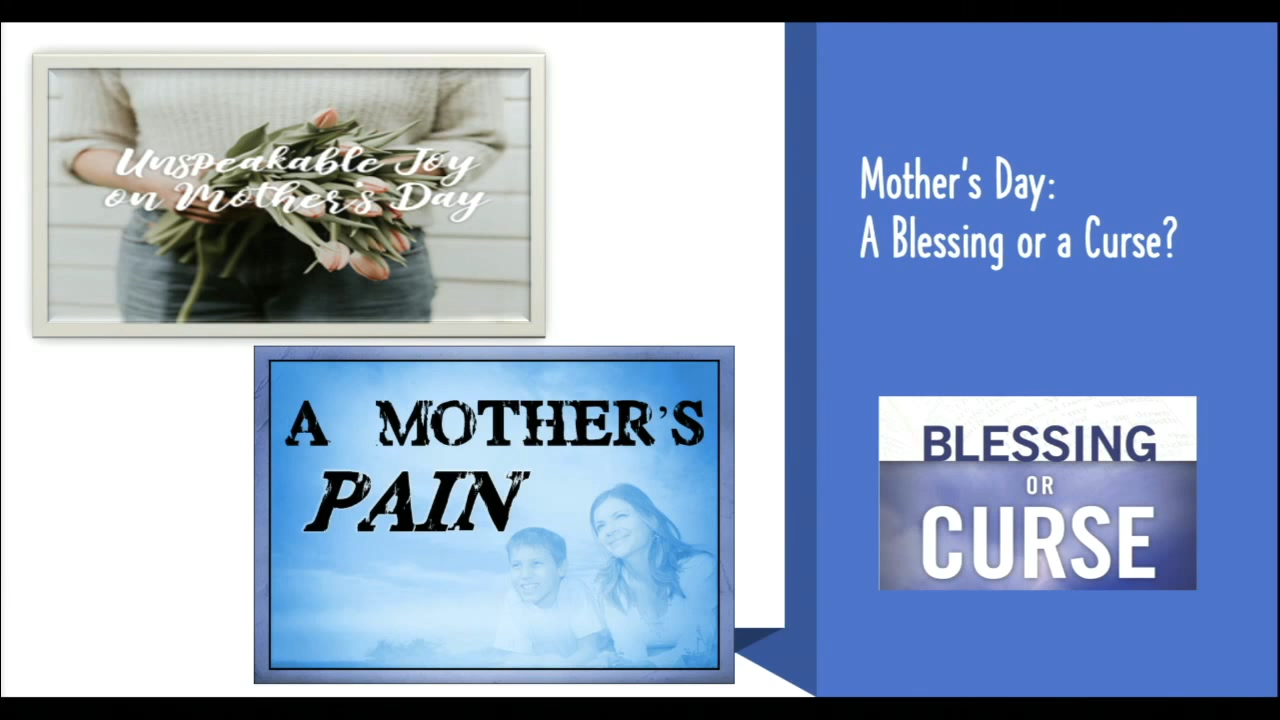 Unspeakable Joy
on Mother's Day
A MOTHER'S
PAIN
Mother's Day:
A Blessing or a Curse?
BLESSING
OR
CURSE